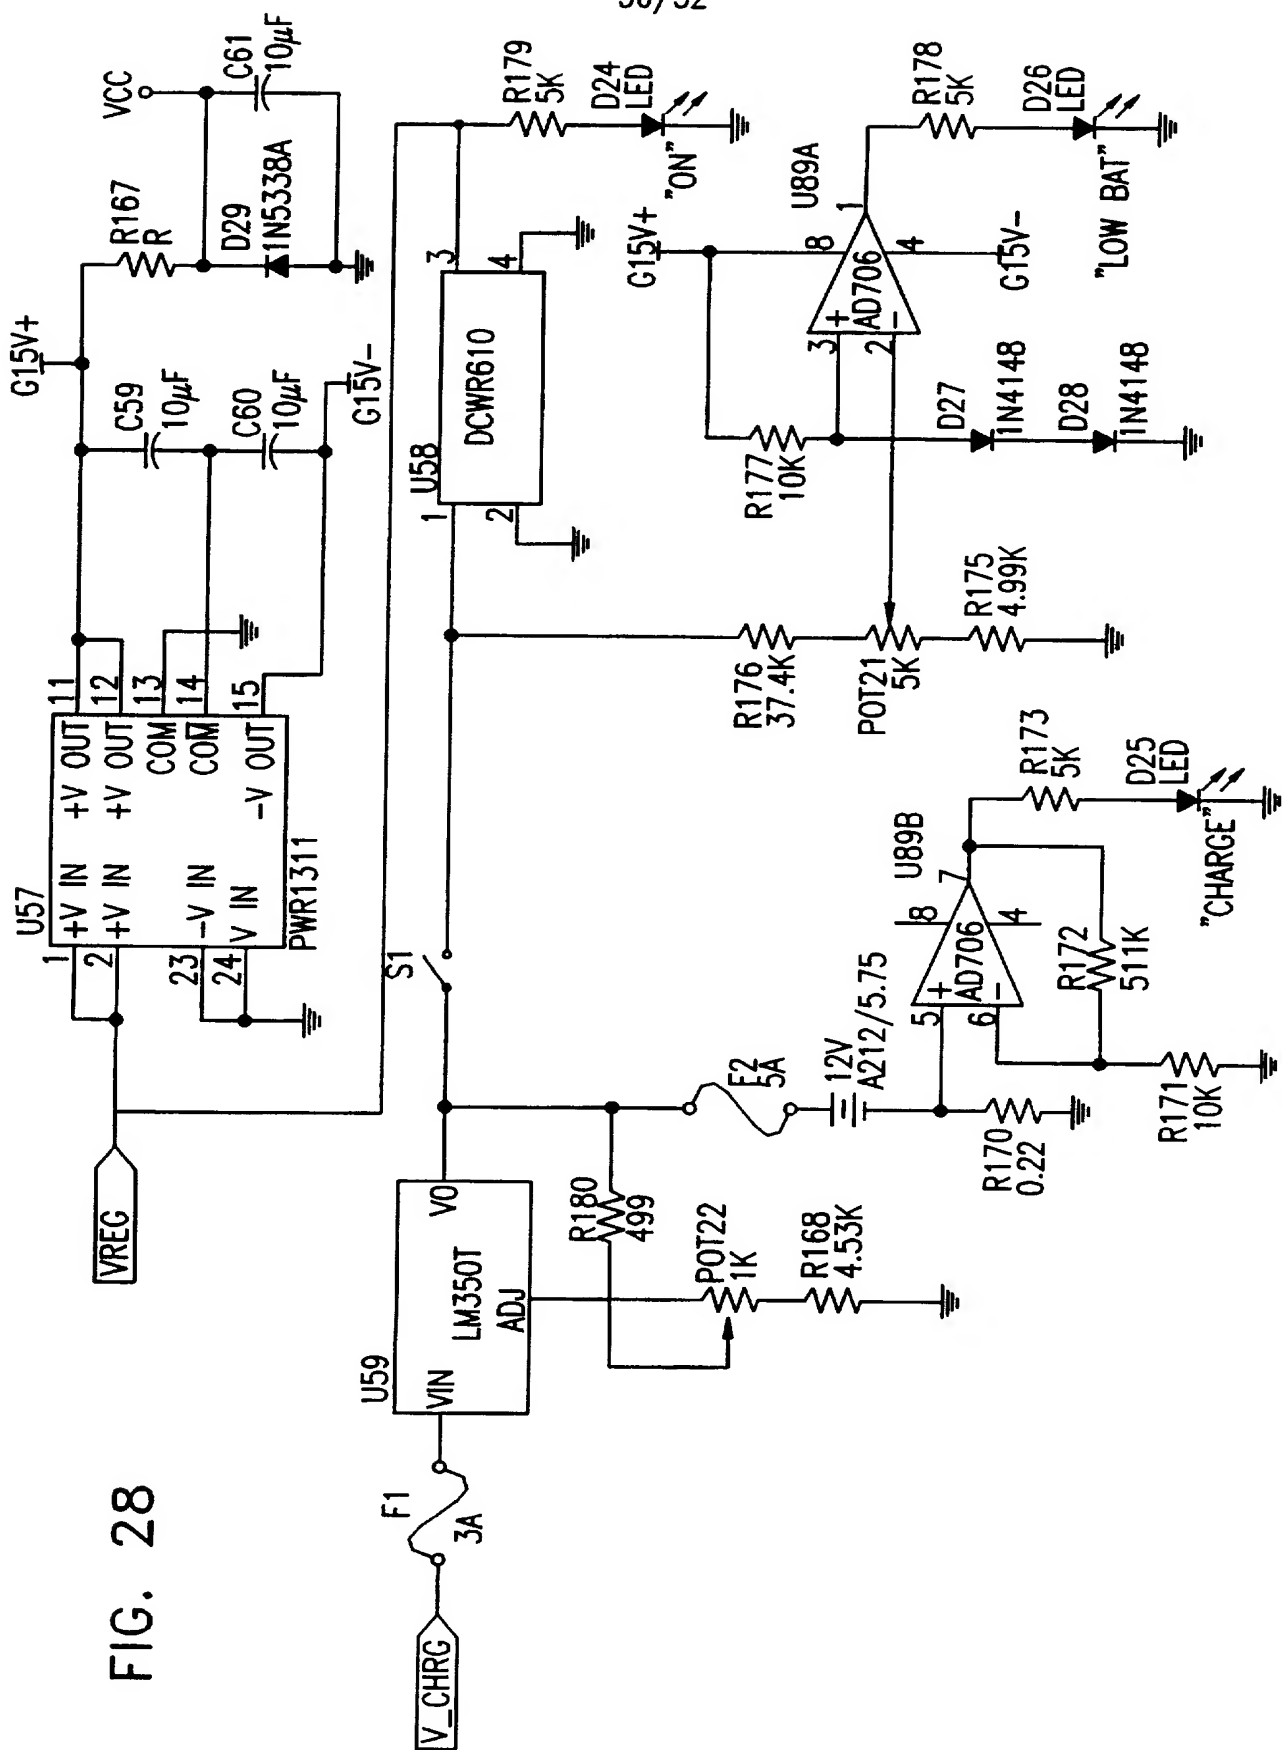 FIG. 28
V_CHRG
F1
3A
U59
VIN
LM350T
ADJ
VO
VREG
R180
499
POT22
1K
R168
4.53K
F2
5A
12V
A212/5.75
R170
0.22
S1
U57
1
2
23
24
+V IN
+V IN
-V IN
V IN
+V OUT
+V OUT
COM
COM
-V OUT
11
12
13
14
15
PWR1311
G15V+
C59
10µF
C60
10µF
G15V-
R167
R
D29
1N5338A
VCC
C61
10µF
U58
1
2
DCWR610
3
4
R179
5K
D24
LED
"ON"
R176
37.4K
POT21
5K
R175
4.99K
R177
10K
D27
1N4148
D28
1N4148
G15V+
U89A
3
+
2
-
AD706
8
4
1
G15V-
R178
5K
D26
LED
"LOW BAT"
U89B
5
+
6
-
AD706
8
4
7
R172
511K
R171
10K
R173
5K
D25
LED
"CHARGE"